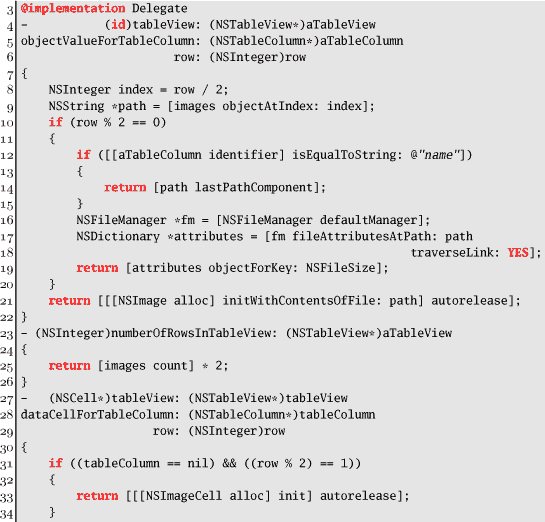 3 @implementation Delegate
4 -           (id)tableView: (NSTableView*)aTableView
5 objectValueForTableColumn: (NSTableColumn*)aTableColumn
6                       row: (NSInteger)row
7 {
8     NSInteger index = row / 2;
9     NSString *path = [images objectAtIndex: index];
10     if (row % 2 == 0)
11     {
12         if ([[aTableColumn identifier] isEqualToString: @"name"])
13         {
14             return [path lastPathComponent];
15         }
16         NSFileManager *fm = [NSFileManager defaultManager];
17         NSDictionary *attributes = [fm fileAttributesAtPath: path
18                                                traverseLink: YES];
19         return [attributes objectForKey: NSFileSize];
20     }
21     return [[[NSImage alloc] initWithContentsOfFile: path] autorelease];
22 }
23 - (NSInteger)numberOfRowsInTableView: (NSTableView*)aTableView
24 {
25     return [images count] * 2;
26 }
27 -   (NSCell*)tableView: (NSTableView*)tableView
28 dataCellForTableColumn: (NSTableColumn*)tableColumn
29                    row: (NSInteger)row
30 {
31     if ((tableColumn == nil) && ((row % 2) == 1))
32     {
33         return [[[NSImageCell alloc] init] autorelease];
34     }